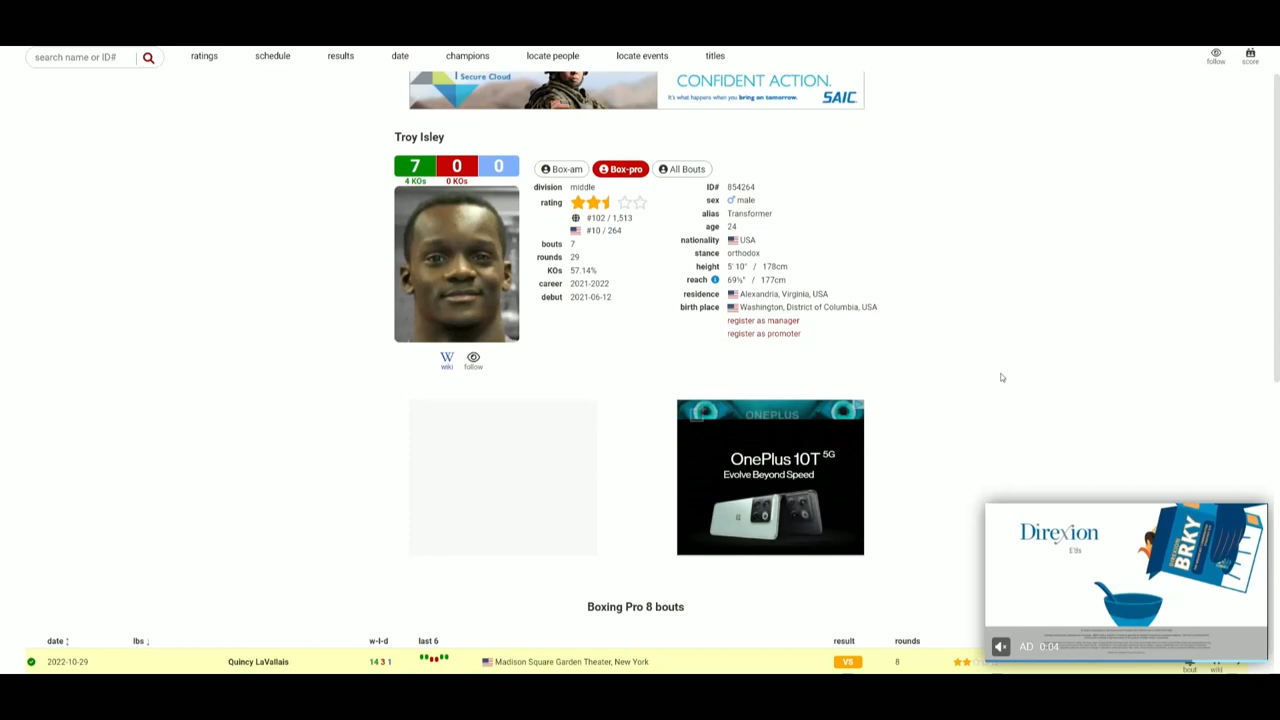 search name or ID#
ratings
schedule
results
date
champions
locate people
locate events
titles
follow
score
Secure Cloud
CONFIDENT ACTION.
It's what happens when you bring on tomorrow.
SAIC
Troy Isley
7 0 0
4 KOs 0 KOs
Box-am
Box-pro
All Bouts
division middle
rating
#102 / 1,513
#10 / 264
bouts 7
rounds 29
KOs 57.14%
career 2021-2022
debut 2021-06-12
ID# 854264
sex male
alias Transformer
age 24
nationality USA
stance orthodox
height 5' 10" / 178cm
reach 69½" / 177cm
residence Alexandria, Virginia, USA
birth place Washington, District of Columbia, USA
register as manager
register as promoter
W
wiki
follow
ONEPLUS
OnePlus 10T 5G
Evolve Beyond Speed
Direxion
BRKY
AD 0:04
Boxing Pro 8 bouts
date lbs w-l-d last 6 result rounds
2022-10-29 Quincy LaVallais 14 3 1 Madison Square Garden Theater, New York VS 8
bout wiki